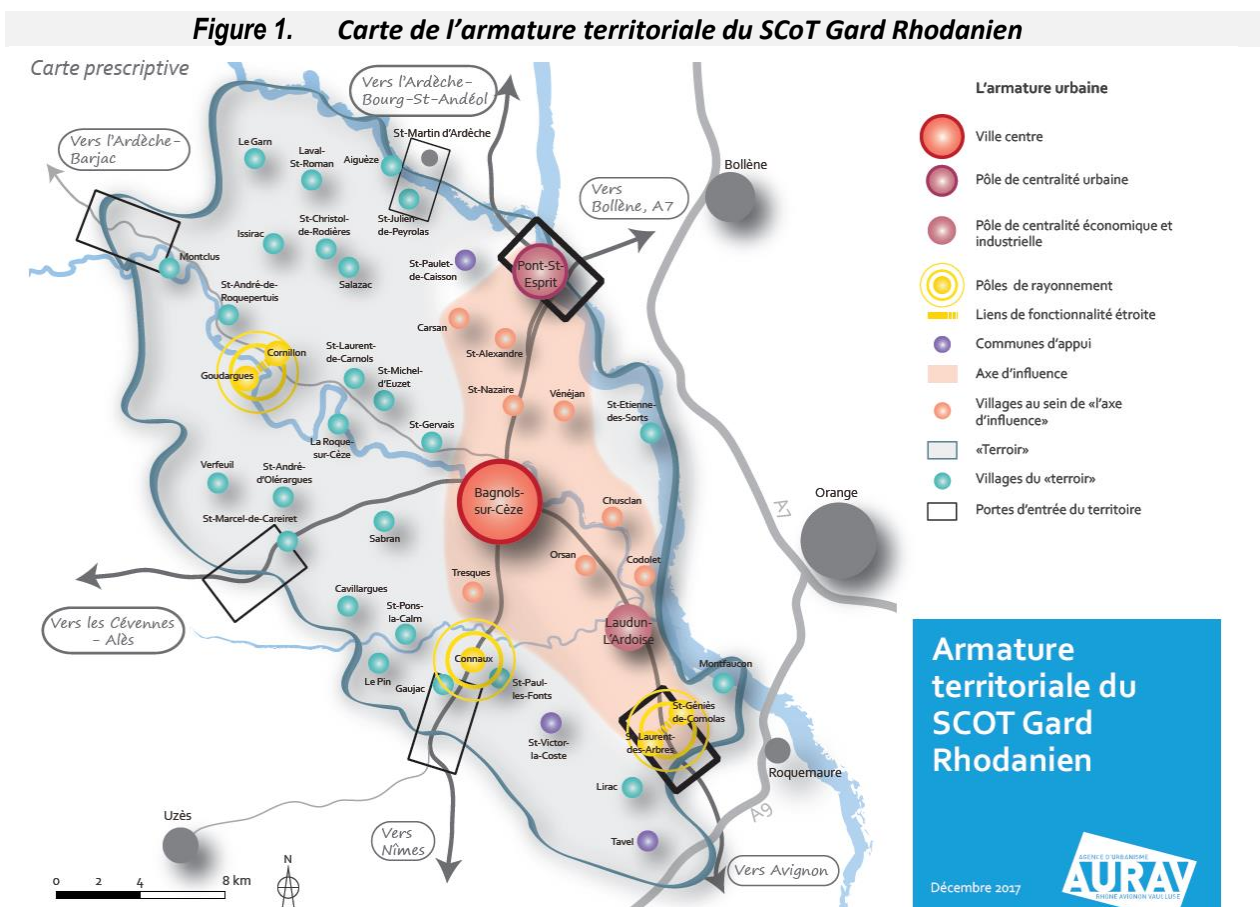 Figure 1. Carte de l’armature territoriale du SCoT Gard Rhodanien
Carte prescriptive
Vers l'Ardèche-
Bourg-St-Andéol
Vers l'Ardèche-
Barjac
St-Martin d'Ardèche
Le Garn
Laval-
St-Roman
Aiguèze
Bollène
Vers
Bollène, A7
St-Julien-
de-Peyrolas
St-Christol-
de-Rodières
Issirac
Montclus
Salazac
St-Paulet-
de-Caisson
Pont-St-
Esprit
St-André-de-
Roquepertuis
Carsan
St-Alexandre
Cornillon
Goudargues
St-Laurent-
de-Carnols
St-Michel-
d'Euzet
St-Nazaire
Vénéjan
St-Etienne-
des-Sorts
St-Gervais
La Roque-
sur-Cèze
Verfeuil
St-André-
d'Olérargues
Bagnols-
sur-Cèze
Chusclan
Orange
A7
St-Marcel-de-Careiret
Sabran
Orsan
Codolet
Tresques
Cavillargues
St-Pons-
la-Calm
Laudun-
L'Ardoise
Vers les Cévennes
- Alès
Connaux
Le Pin
Gaujac
St-Paul-
les-Fonts
Montfaucon
St-Géniès
de-Comolas
St-Laurent-
des-Arbres
St-Victor-
la-Coste
Roquemaure
Lirac
A9
Uzès
Tavel
Vers
Nîmes
Vers Avignon
N
0 2 4 8 km
L'armature urbaine
Ville centre
Pôle de centralité urbaine
Pôle de centralité économique et
industrielle
Pôles de rayonnement
Liens de fonctionnalité étroite
Communes d'appui
Axe d'influence
Villages au sein de «l'axe
d'influence»
«Terroir»
Villages du «terroir»
Portes d'entrée du territoire
Armature
territoriale du
SCOT Gard
Rhodanien
Décembre 2017
AGENCE D'URBANISME
AURAV
RHÔNE AVIGNON VAUCLUSE